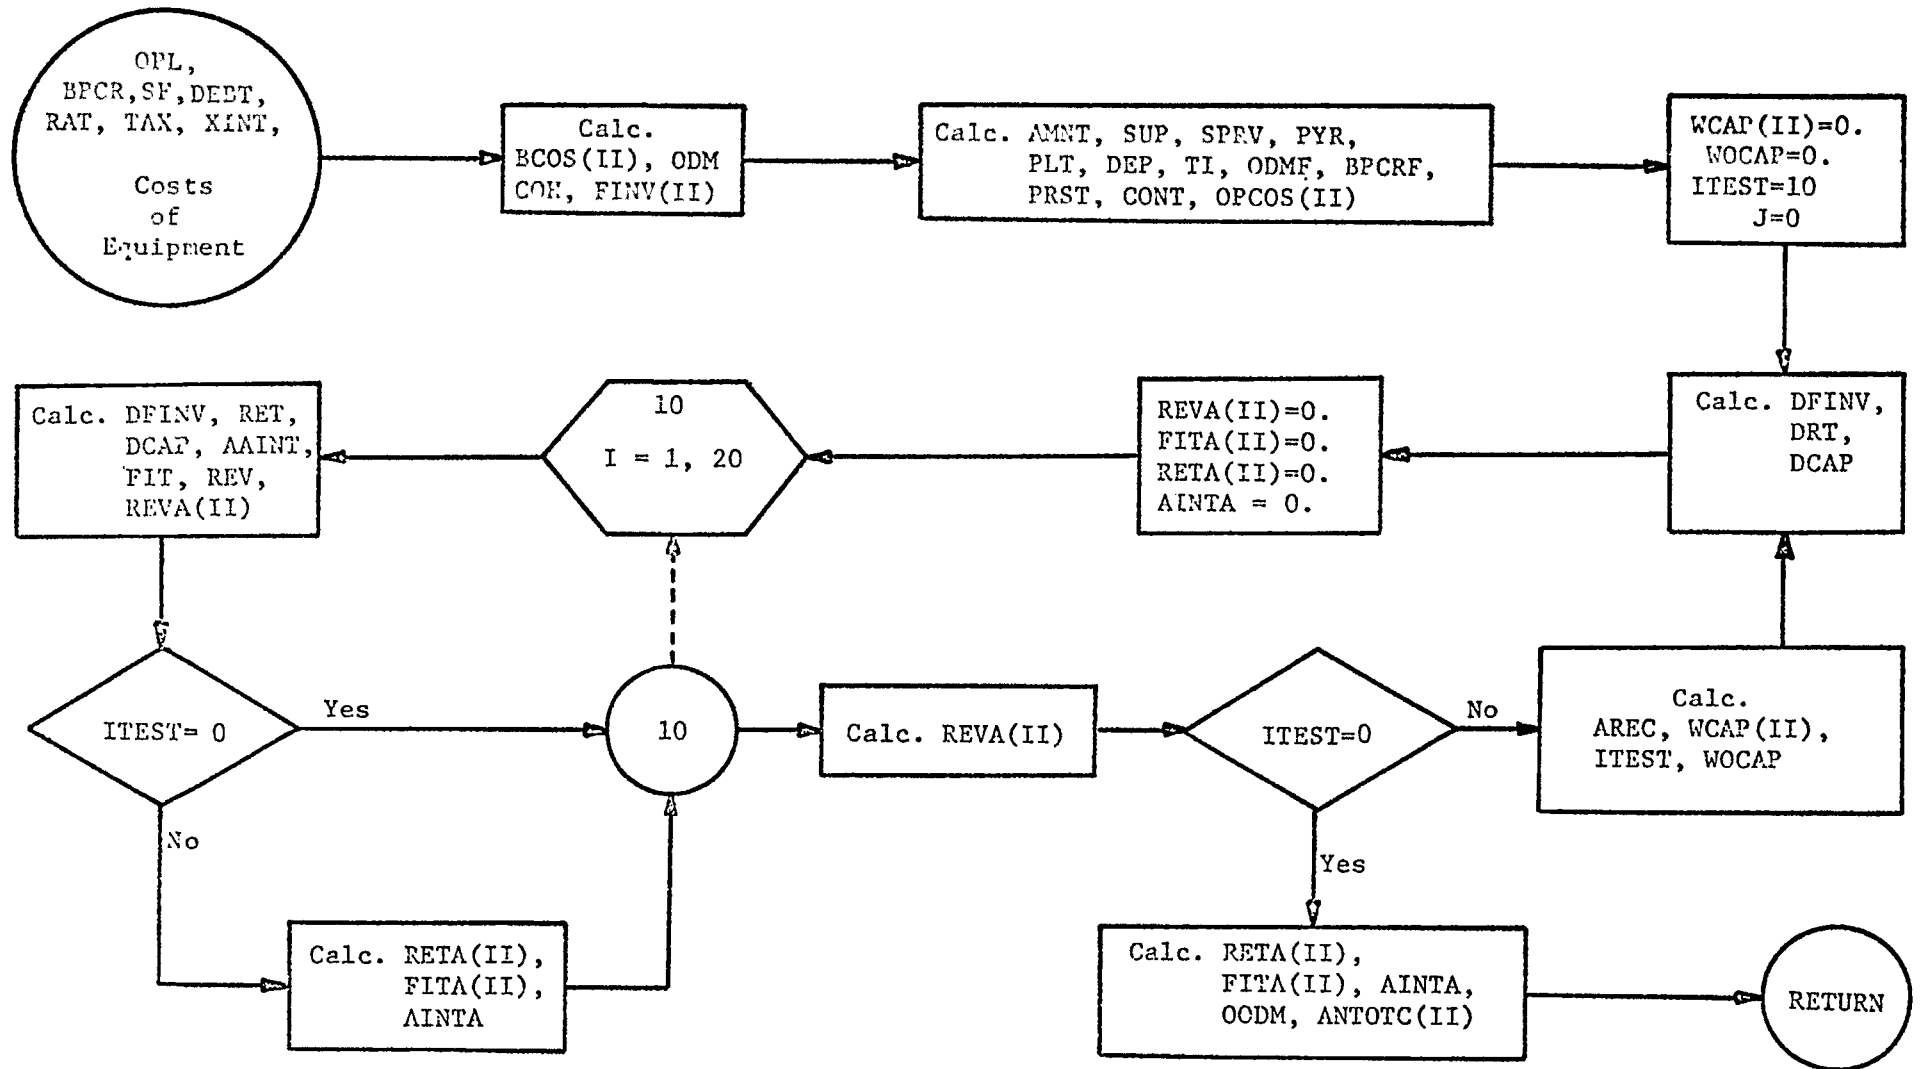 OPL,
BPCR, SF, DEBT,
RAT, TAX, XINT,
Costs
of
Equipment
Calc.
BCOS(II), ODM
COH, FINV(II)
Calc. AMNT, SUP, SPRV, PYR,
PLT, DEP, TI, ODMF, BPCRF,
PRST, CONT, OPCOS(II)
WCAP(II)=0.
WOCAP=0.
ITEST=10
J=0
Calc. DFINV, RET,
DCAP, AAINT,
FIT, REV,
REVA(II)
10
I = 1, 20
REVA(II)=0.
FITA(II)=0.
RETA(II)=0.
AINTA = 0.
Calc. DFINV,
DRT,
DCAP
ITEST= 0
Yes
No
10
Calc. REVA(II)
ITEST=0
No
Yes
Calc.
AREC, WCAP(II),
ITEST, WOCAP
Calc. RETA(II),
FITA(II),
AINTA
Calc. RETA(II),
FITA(II), AINTA,
OODM, ANTOTC(II)
RETURN